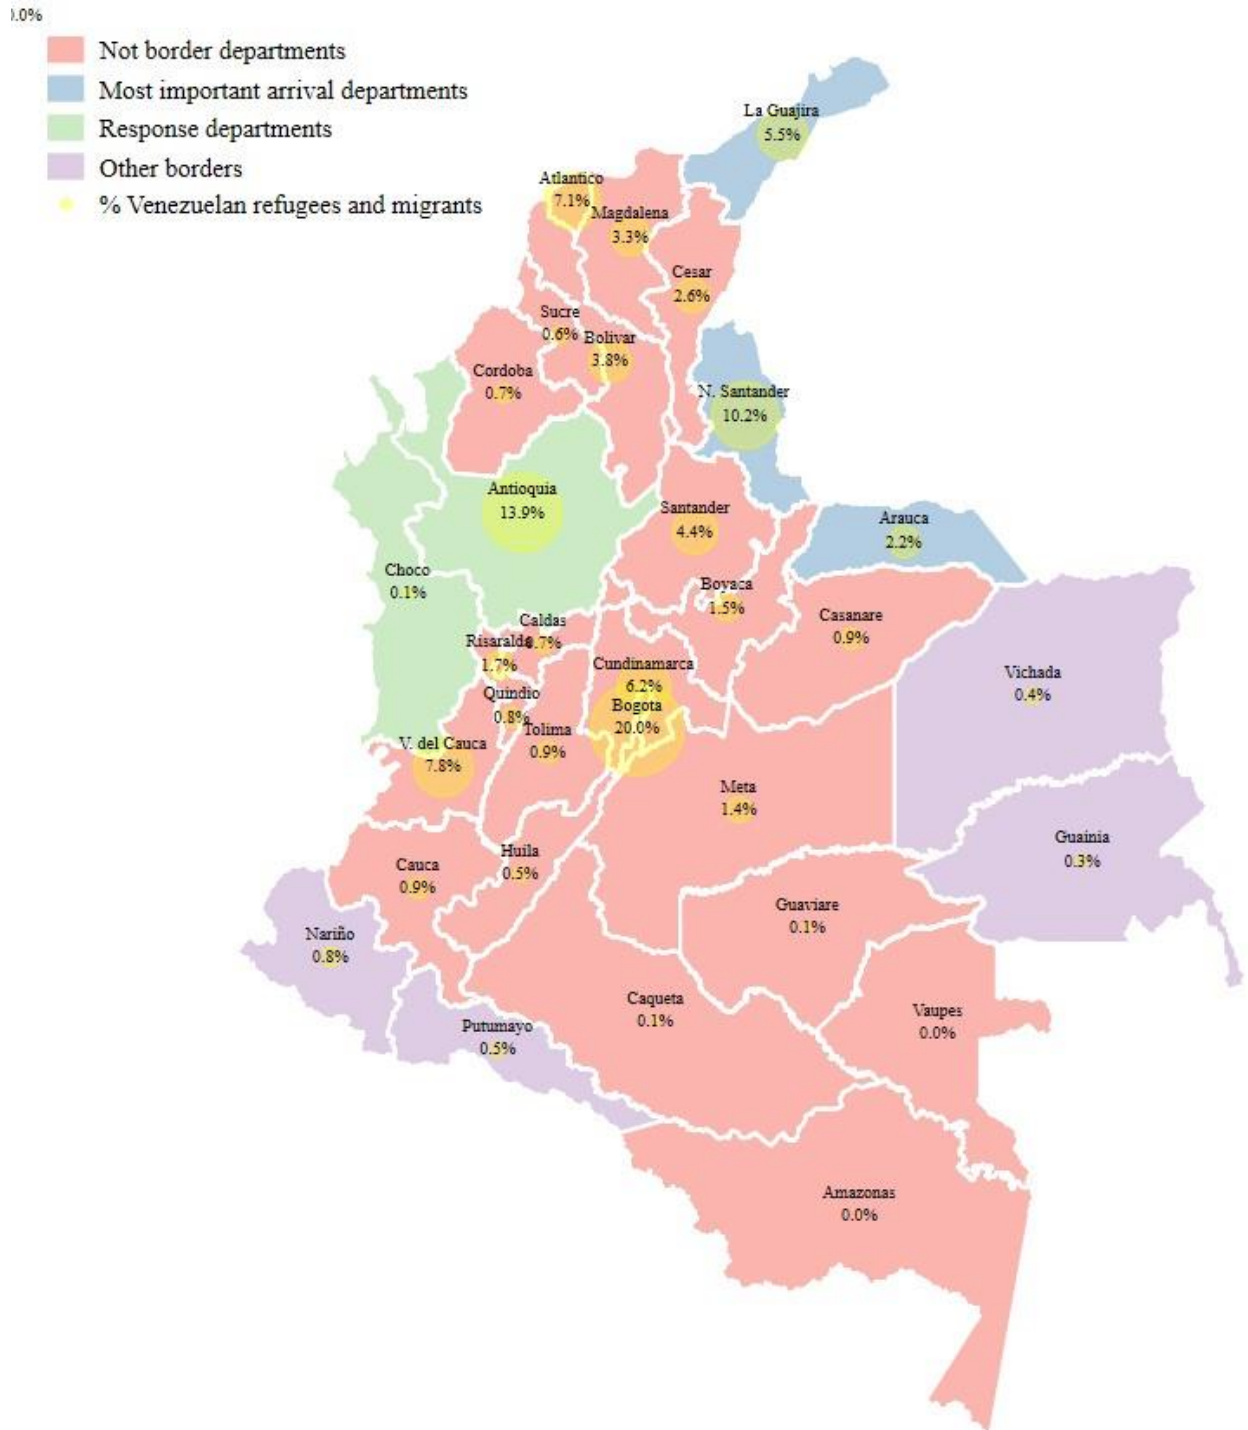 0.0%
Not border departments
Most important arrival departments
Response departments
Other borders
% Venezuelan refugees and migrants
La Guajira
5.5%
Atlantico
7.1%
Magdalena
3.3%
Cesar
2.6%
Sucre
0.6%
Bolivar
3.8%
Cordoba
0.7%
N. Santander
10.2%
Antioquia
13.9%
Santander
4.4%
Arauca
2.2%
Choco
0.1%
Boyaca
1.5%
Casanare
0.9%
Caldas
0.7%
Risaralda
1.7%
Cundinamarca
6.2%
Bogota
20.0%
Vichada
0.4%
Quindio
0.8%
Tolima
0.9%
V. del Cauca
7.8%
Meta
1.4%
Guainia
0.3%
Huila
0.5%
Cauca
0.9%
Guaviare
0.1%
Nariño
0.8%
Caqueta
0.1%
Vaupes
0.0%
Putumayo
0.5%
Amazonas
0.0%